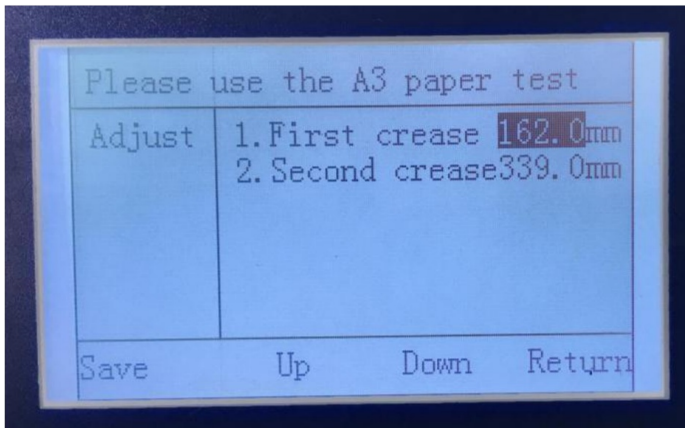 Please use the A3 paper test
Adjust
1.First crease 162.0mm
2.Second crease339.0mm
Save Up Down Return